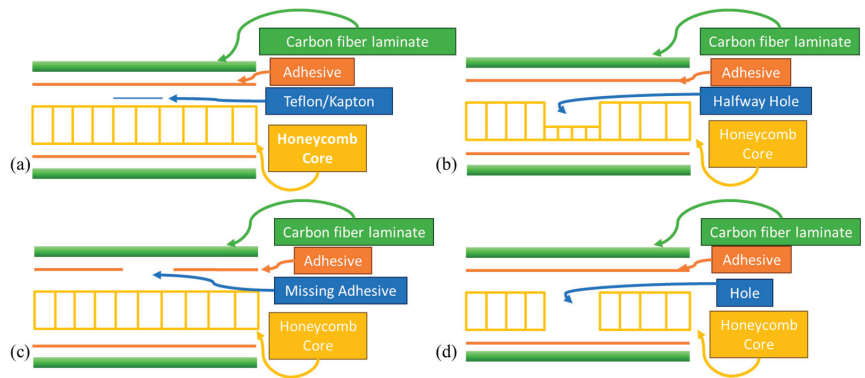 Carbon fiber laminate
Adhesive
Teflon/Kapton
Honeycomb
Core
(a)
Carbon fiber laminate
Adhesive
Halfway Hole
Honeycomb
Core
(b)
Carbon fiber laminate
Adhesive
Missing Adhesive
Honeycomb
Core
(c)
Carbon fiber laminate
Adhesive
Hole
Honeycomb
Core
(d)